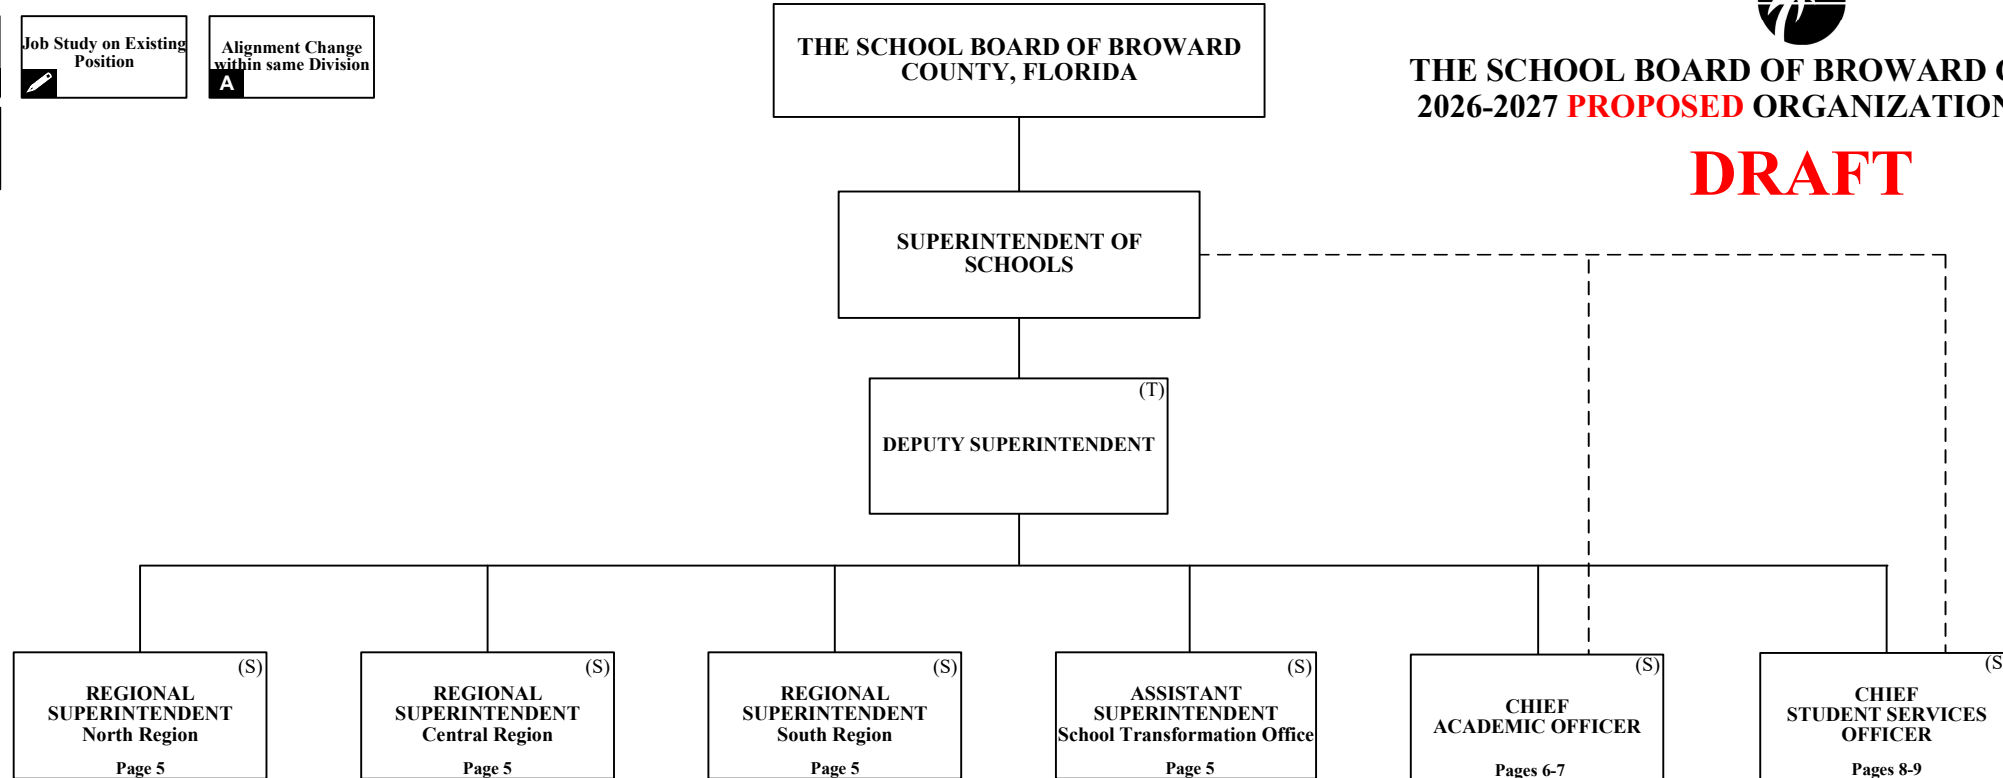 Job Study on Existing
Position
Alignment Change
within same Division
A
THE SCHOOL BOARD OF BROWARD
COUNTY, FLORIDA
THE SCHOOL BOARD OF BROWARD
2026-2027 PROPOSED ORGANIZATION
DRAFT
SUPERINTENDENT OF
SCHOOLS
(T)
DEPUTY SUPERINTENDENT
(S)
REGIONAL
SUPERINTENDENT
North Region
Page 5
(S)
REGIONAL
SUPERINTENDENT
Central Region
Page 5
(S)
REGIONAL
SUPERINTENDENT
South Region
Page 5
(S)
ASSISTANT
SUPERINTENDENT
School Transformation Office
Page 5
(S)
CHIEF
ACADEMIC OFFICER
Pages 6-7
(S
CHIEF
STUDENT SERVICES
OFFICER
Pages 8-9